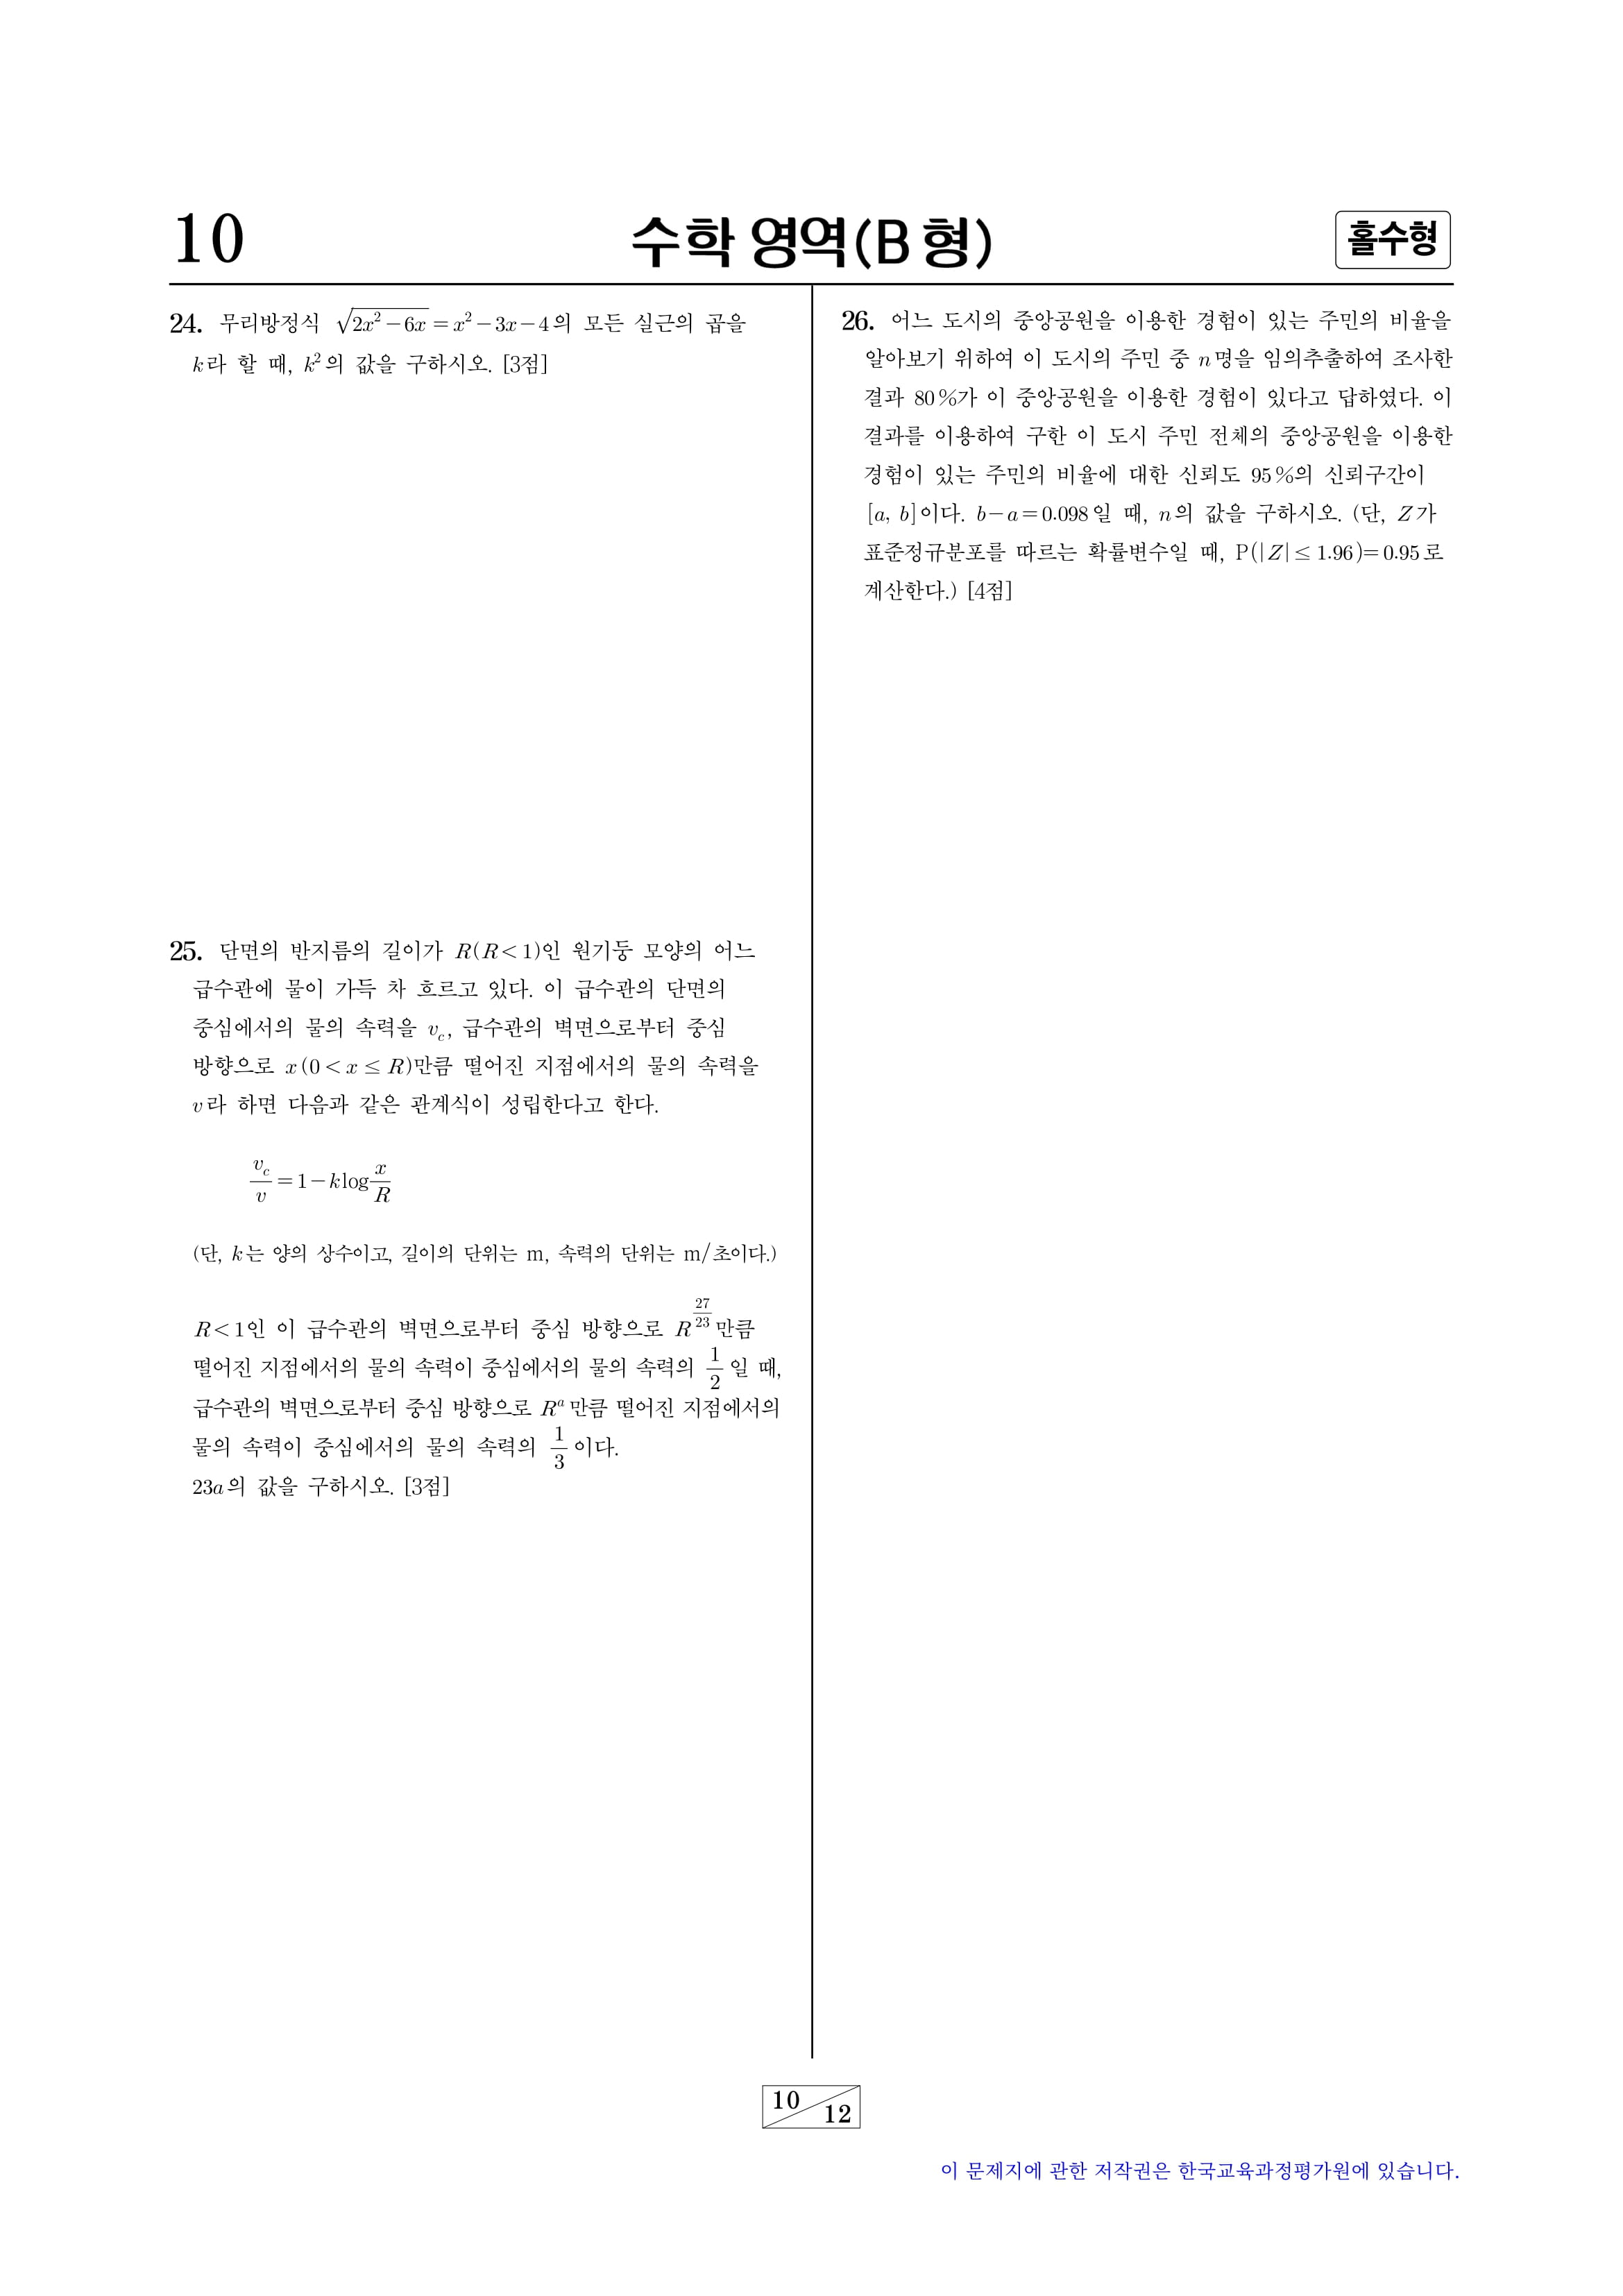 10
수학 영역(B 형)
홀수형
24. 무리방정식 √(2x² − 6x) = x² − 3x − 4의 모든 실근의 곱을
k라 할 때, k²의 값을 구하시오. [3점]
25. 단면의 반지름의 길이가 R(R < 1)인 원기둥 모양의 어느
급수관에 물이 가득 차 흐르고 있다. 이 급수관의 단면의
중심에서의 물의 속력을 v_c, 급수관의 벽면으로부터 중심
방향으로 x(0 < x ≤ R)만큼 떨어진 지점에서의 물의 속력을
v라 하면 다음과 같은 관계식이 성립한다고 한다.
v_c/v = 1 − k log x/R
(단, k는 양의 상수이고, 길이의 단위는 m, 속력의 단위는 m/초이다.)
R < 1인 이 급수관의 벽면으로부터 중심 방향으로 R^(27/23)만큼
떨어진 지점에서의 물의 속력이 중심에서의 물의 속력의 1/2일 때,
급수관의 벽면으로부터 중심 방향으로 R^a만큼 떨어진 지점에서의
물의 속력이 중심에서의 물의 속력의 1/3이다.
23a의 값을 구하시오. [3점]
26. 어느 도시의 중앙공원을 이용한 경험이 있는 주민의 비율을
알아보기 위하여 이 도시의 주민 중 n명을 임의추출하여 조사한
결과 80%가 이 중앙공원을 이용한 경험이 있다고 답하였다. 이
결과를 이용하여 구한 이 도시 주민 전체의 중앙공원을 이용한
경험이 있는 주민의 비율에 대한 신뢰도 95%의 신뢰구간이
[a, b]이다. b − a = 0.098일 때, n의 값을 구하시오. (단, Z가
표준정규분포를 따르는 확률변수일 때, P(|Z| ≤ 1.96) = 0.95로
계산한다.) [4점]
10
12
이 문제지에 관한 저작권은 한국교육과정평가원에 있습니다.